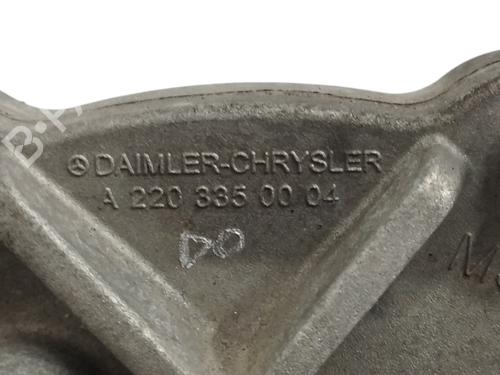 DAIMLER-CHRYSLER
A 220 335 00 04
DO